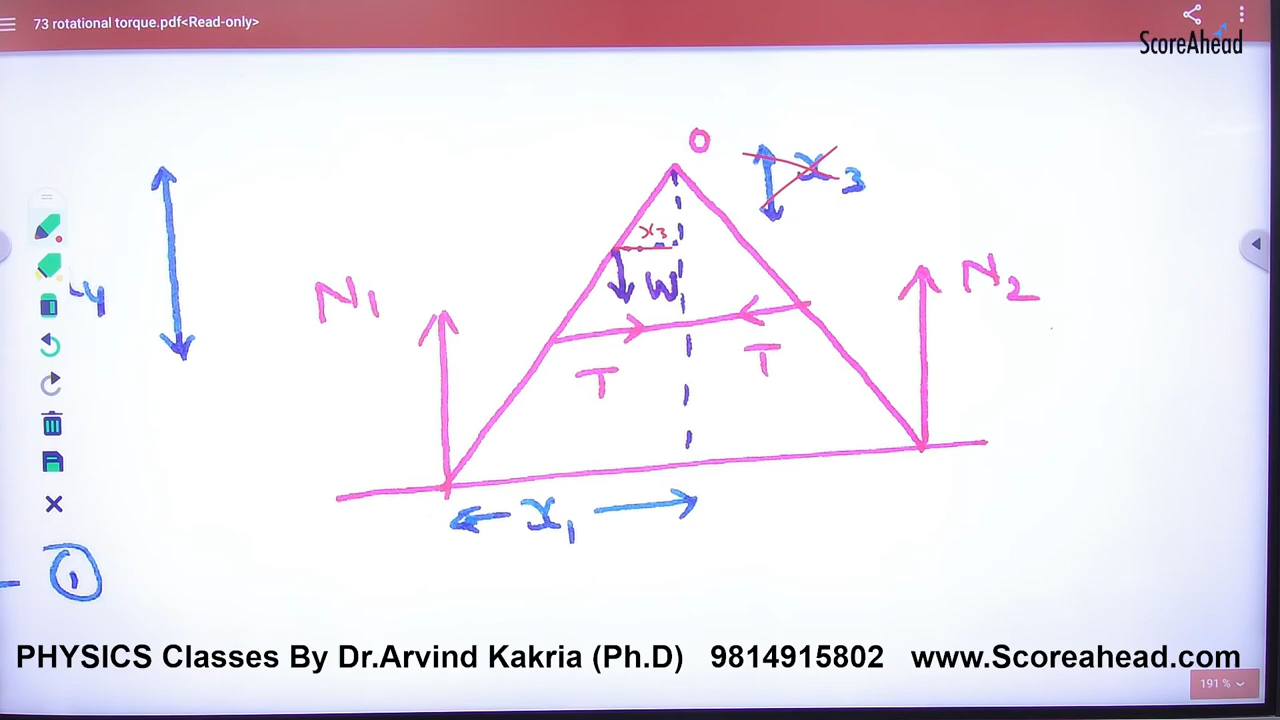 73 rotational torque.pdf<Read-only>
ScoreAhead
O
x 3
x3
N1
W
N2
-y
T
T
x1
1
PHYSICS Classes By Dr.Arvind Kakria (Ph.D) 9814915802 www.Scoreahead.com
191 %